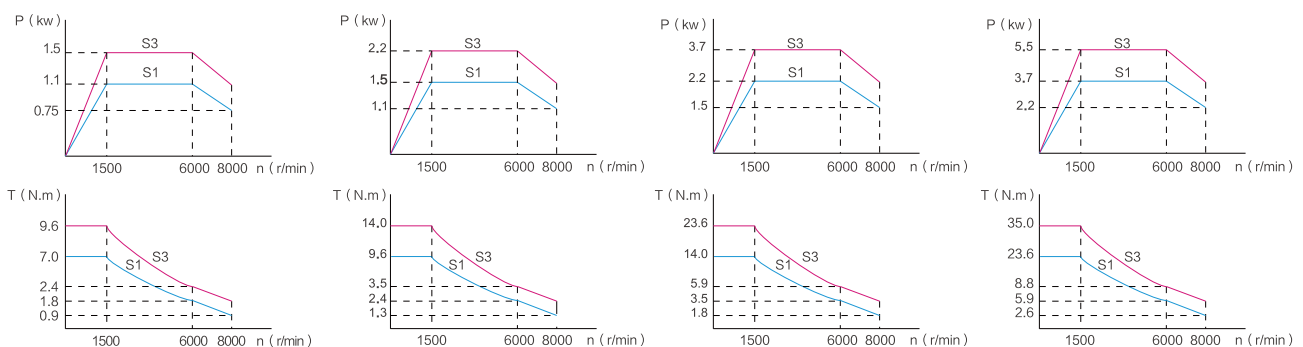 P (kw)
1.5
1.1
0.75
S3
S1
1500 6000 8000 n (r/min)
P (kw)
2.2
1.5
1.1
S3
S1
1500 6000 8000 n (r/min)
P (kw)
3.7
2.2
1.5
S3
S1
1500 6000 8000 n (r/min)
P (kw)
5.5
3.7
2.2
S3
S1
1500 6000 8000 n (r/min)
T (N.m)
9.6
7.0
2.4
1.8
0.9
S3
S1
1500 6000 8000 n (r/min)
T (N.m)
14.0
9.6
3.5
2.4
1.3
S3
S1
1500 6000 8000 n (r/min)
T (N.m)
23.6
14.0
5.9
3.5
1.8
S3
S1
1500 6000 8000 n (r/min)
T (N.m)
35.0
23.6
8.8
5.9
2.6
S3
S1
1500 6000 8000 n (r/min)